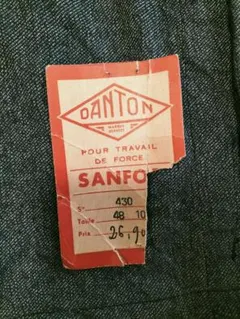 DANTON
POUR TRAVAIL
DE FORCE
SANFO
430
Taille 48 10
Prix 26,90